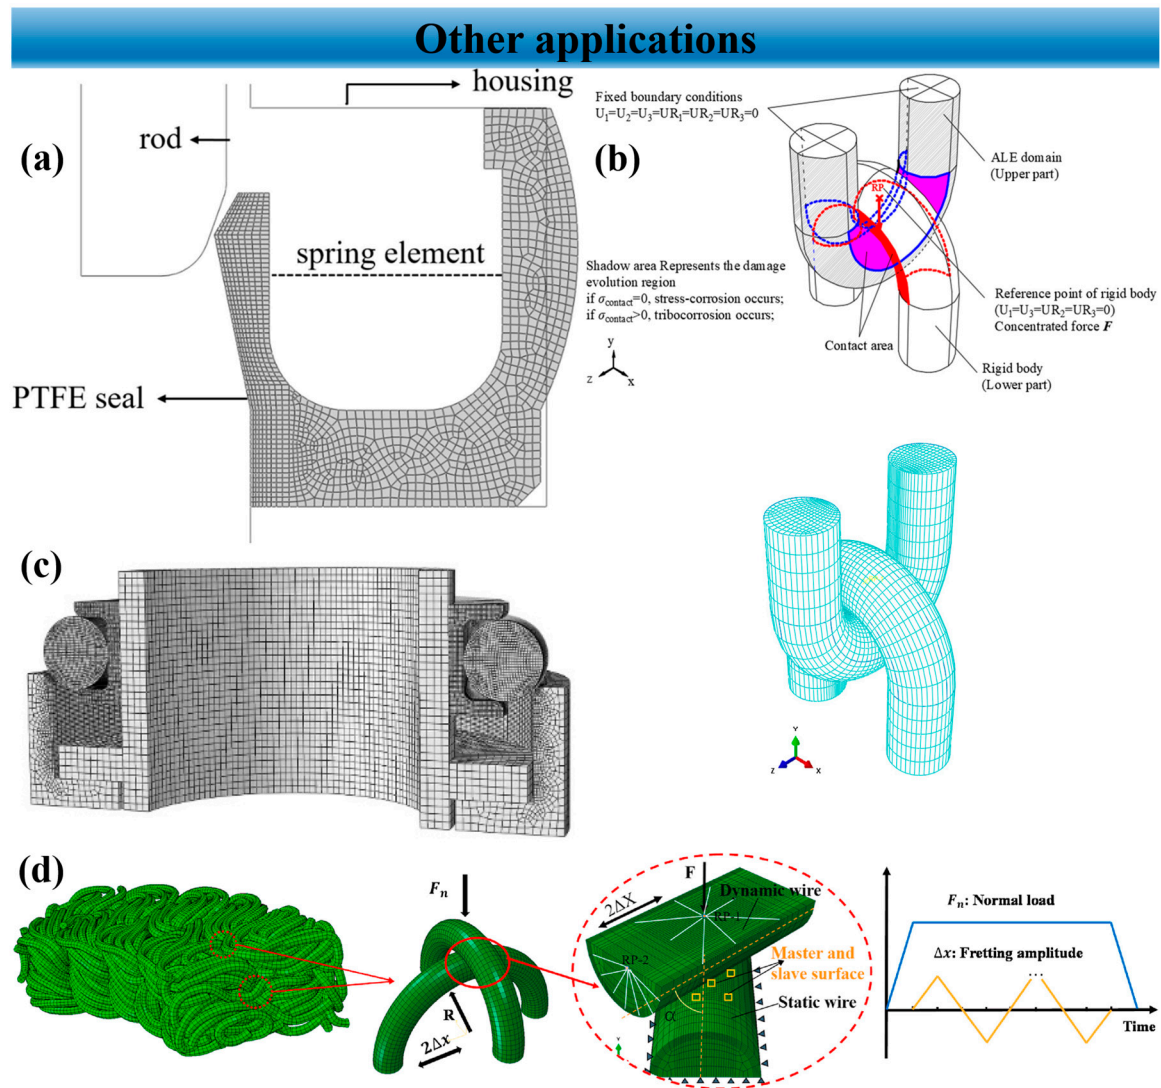 Other applications
(a)
rod
housing
spring element
PTFE seal
(b)
Fixed boundary conditions
U₁=U₂=U₃=UR₁=UR₂=UR₃=0
ALE domain
(Upper part)
RP
Shadow area Represents the damage
evolution region
if σcontact=0, stress-corrosion occurs;
if σcontact>0, tribocorrosion occurs;
Contact area
Reference point of rigid body
(U₁=U₃=UR₂=UR₃=0)
Concentrated force F
Rigid body
(Lower part)
y
z
x
Y
Z
X
(c)
(d)
Fₙ
R
2Δx
F
2ΔX
Dynamic wire
RP-1
RP-2
Master and
slave surface
Static wire
α
Y
Fₙ: Normal load
Δx: Fretting amplitude
...
Time